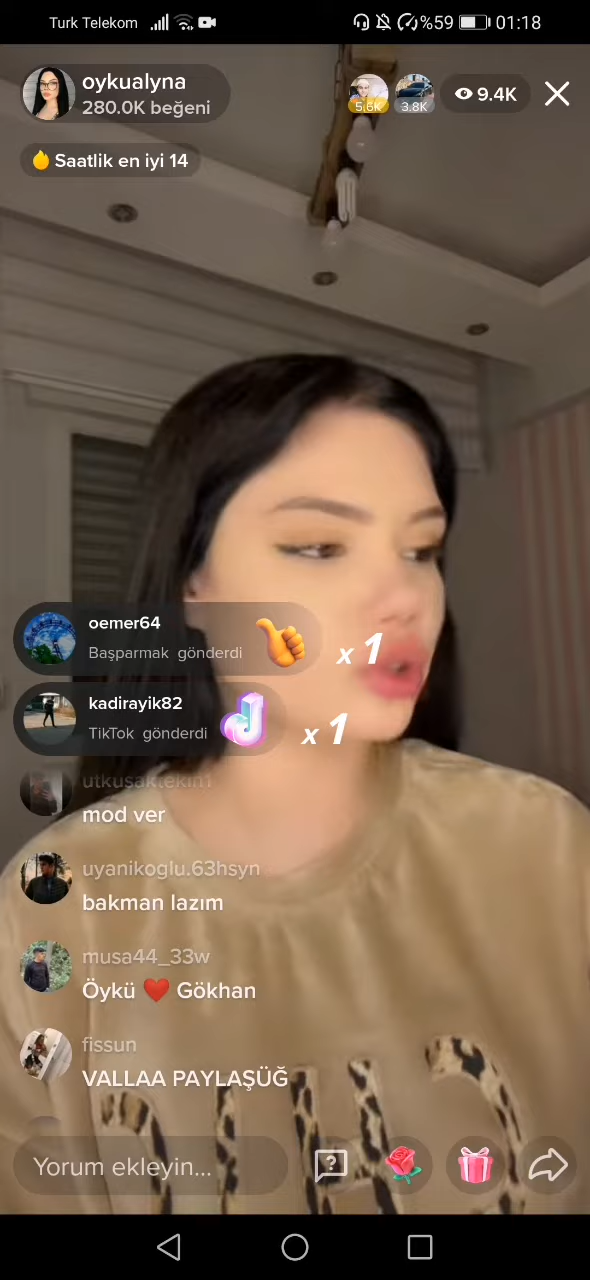 Turk Telekom
%59
01:18
oykualyna
280.0K beğeni
5.6K
3.8K
9.4K
Saatlik en iyi 14
oemer64
Başparmak gönderdi
x 1
kadirayik82
TikTok gönderdi
x 1
utkusaktekin1
mod ver
uyanikoglu.63hsyn
bakman lazım
musa44_33w
Öykü ❤️ Gökhan
fissun
VALLAA PAYLAŞÜĞ
Yorum ekleyin...